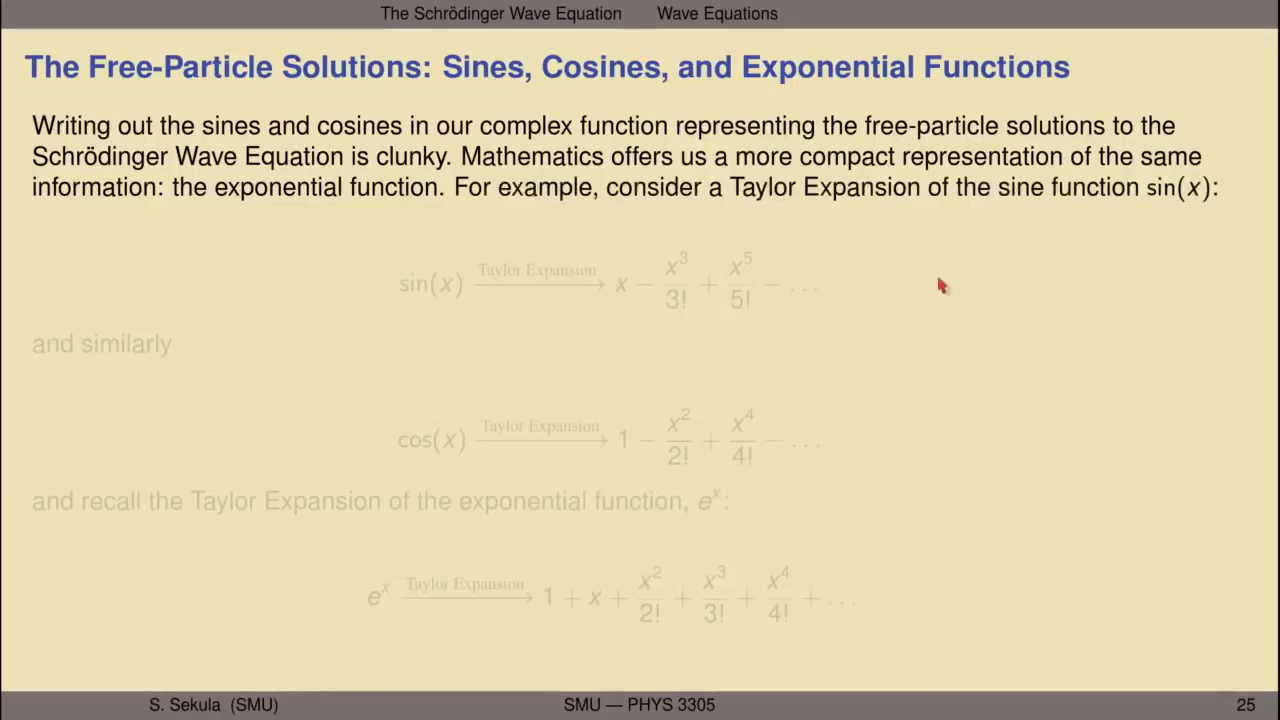 The Schrödinger Wave Equation Wave Equations
The Free-Particle Solutions: Sines, Cosines, and Exponential Functions
Writing out the sines and cosines in our complex function representing the free-particle solutions to the
Schrödinger Wave Equation is clunky. Mathematics offers us a more compact representation of the same
information: the exponential function. For example, consider a Taylor Expansion of the sine function sin(x):
sin(x) —Taylor Expansion→ x − x³/3! + x⁵/5! − …
and similarly
cos(x) —Taylor Expansion→ 1 − x²/2! + x⁴/4! − …
and recall the Taylor Expansion of the exponential function, eˣ:
eˣ —Taylor Expansion→ 1 + x + x²/2! + x³/3! + x⁴/4! + …
S. Sekula (SMU) SMU — PHYS 3305 25